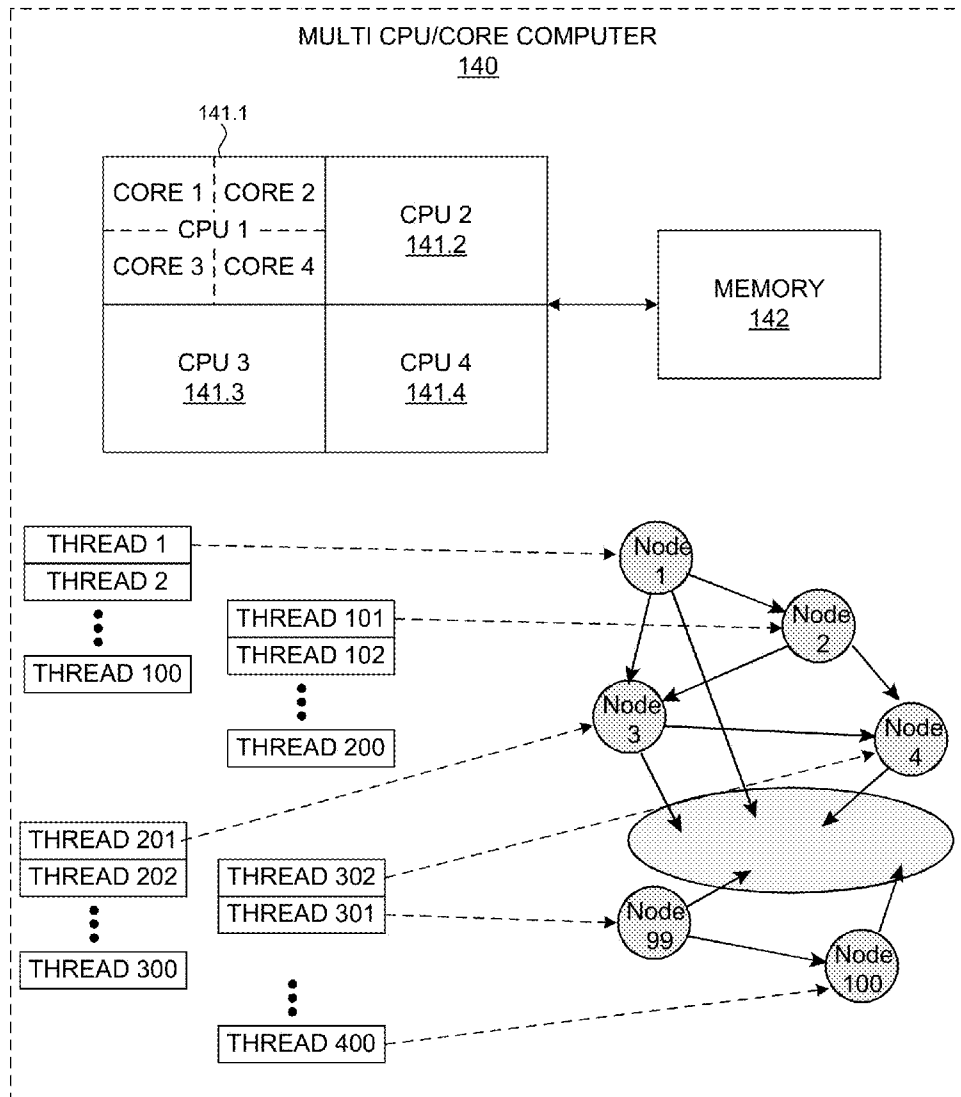 MULTI CPU/CORE COMPUTER
140
141.1
CORE 1
CORE 2
CPU 1
CORE 3
CORE 4
CPU 2
141.2
CPU 3
141.3
CPU 4
141.4
MEMORY
142
THREAD 1
THREAD 2
THREAD 100
THREAD 101
THREAD 102
THREAD 200
THREAD 201
THREAD 202
THREAD 300
THREAD 302
THREAD 301
THREAD 400
Node
1
Node
2
Node
3
Node
4
Node
99
Node
100